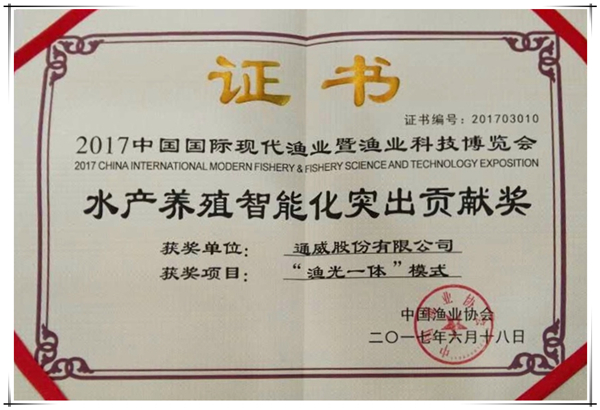 证书
证书编号：201703010
2017中国国际现代渔业暨渔业科技博览会
2017 CHINA INTERNATIONAL MODERN FISHERY & FISHERY SCIENCE AND TECHNOLOGY EXPOSITION
水产养殖智能化突出贡献奖
获奖单位：通威股份有限公司
获奖项目：“渔光一体”模式
中国渔业协会
二〇一七年六月十八日